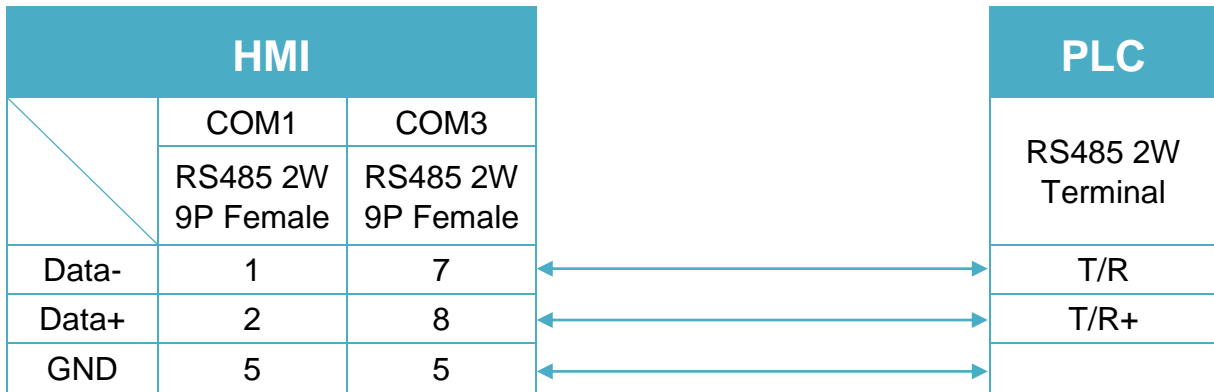 HMI PLC
COM1 COM3
RS485 2W RS485 2W RS485 2W
9P Female 9P Female Terminal
Data- 1 7 T/R
Data+ 2 8 T/R+
GND 5 5